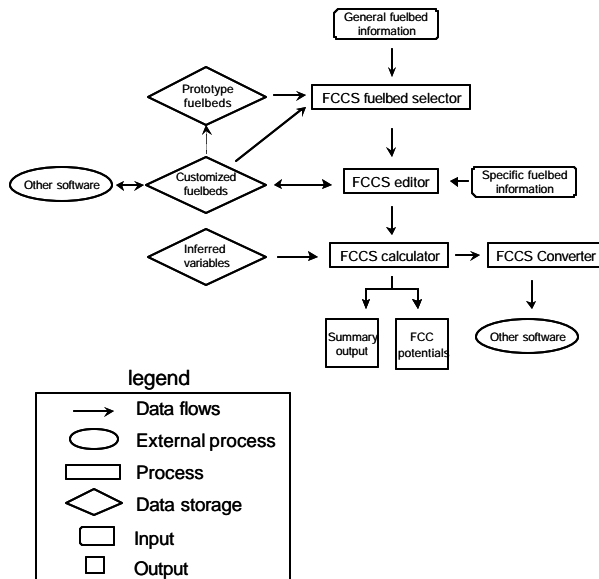 General fuelbed
information
Prototype
fuelbeds
FCCS fuelbed selector
Other software
Customized
fuelbeds
FCCS editor
Specific fuelbed
information
Inferred
variables
FCCS calculator
FCCS Converter
Summary
output
FCC
potentials
Other software
legend
Data flows
External process
Process
Data storage
Input
Output